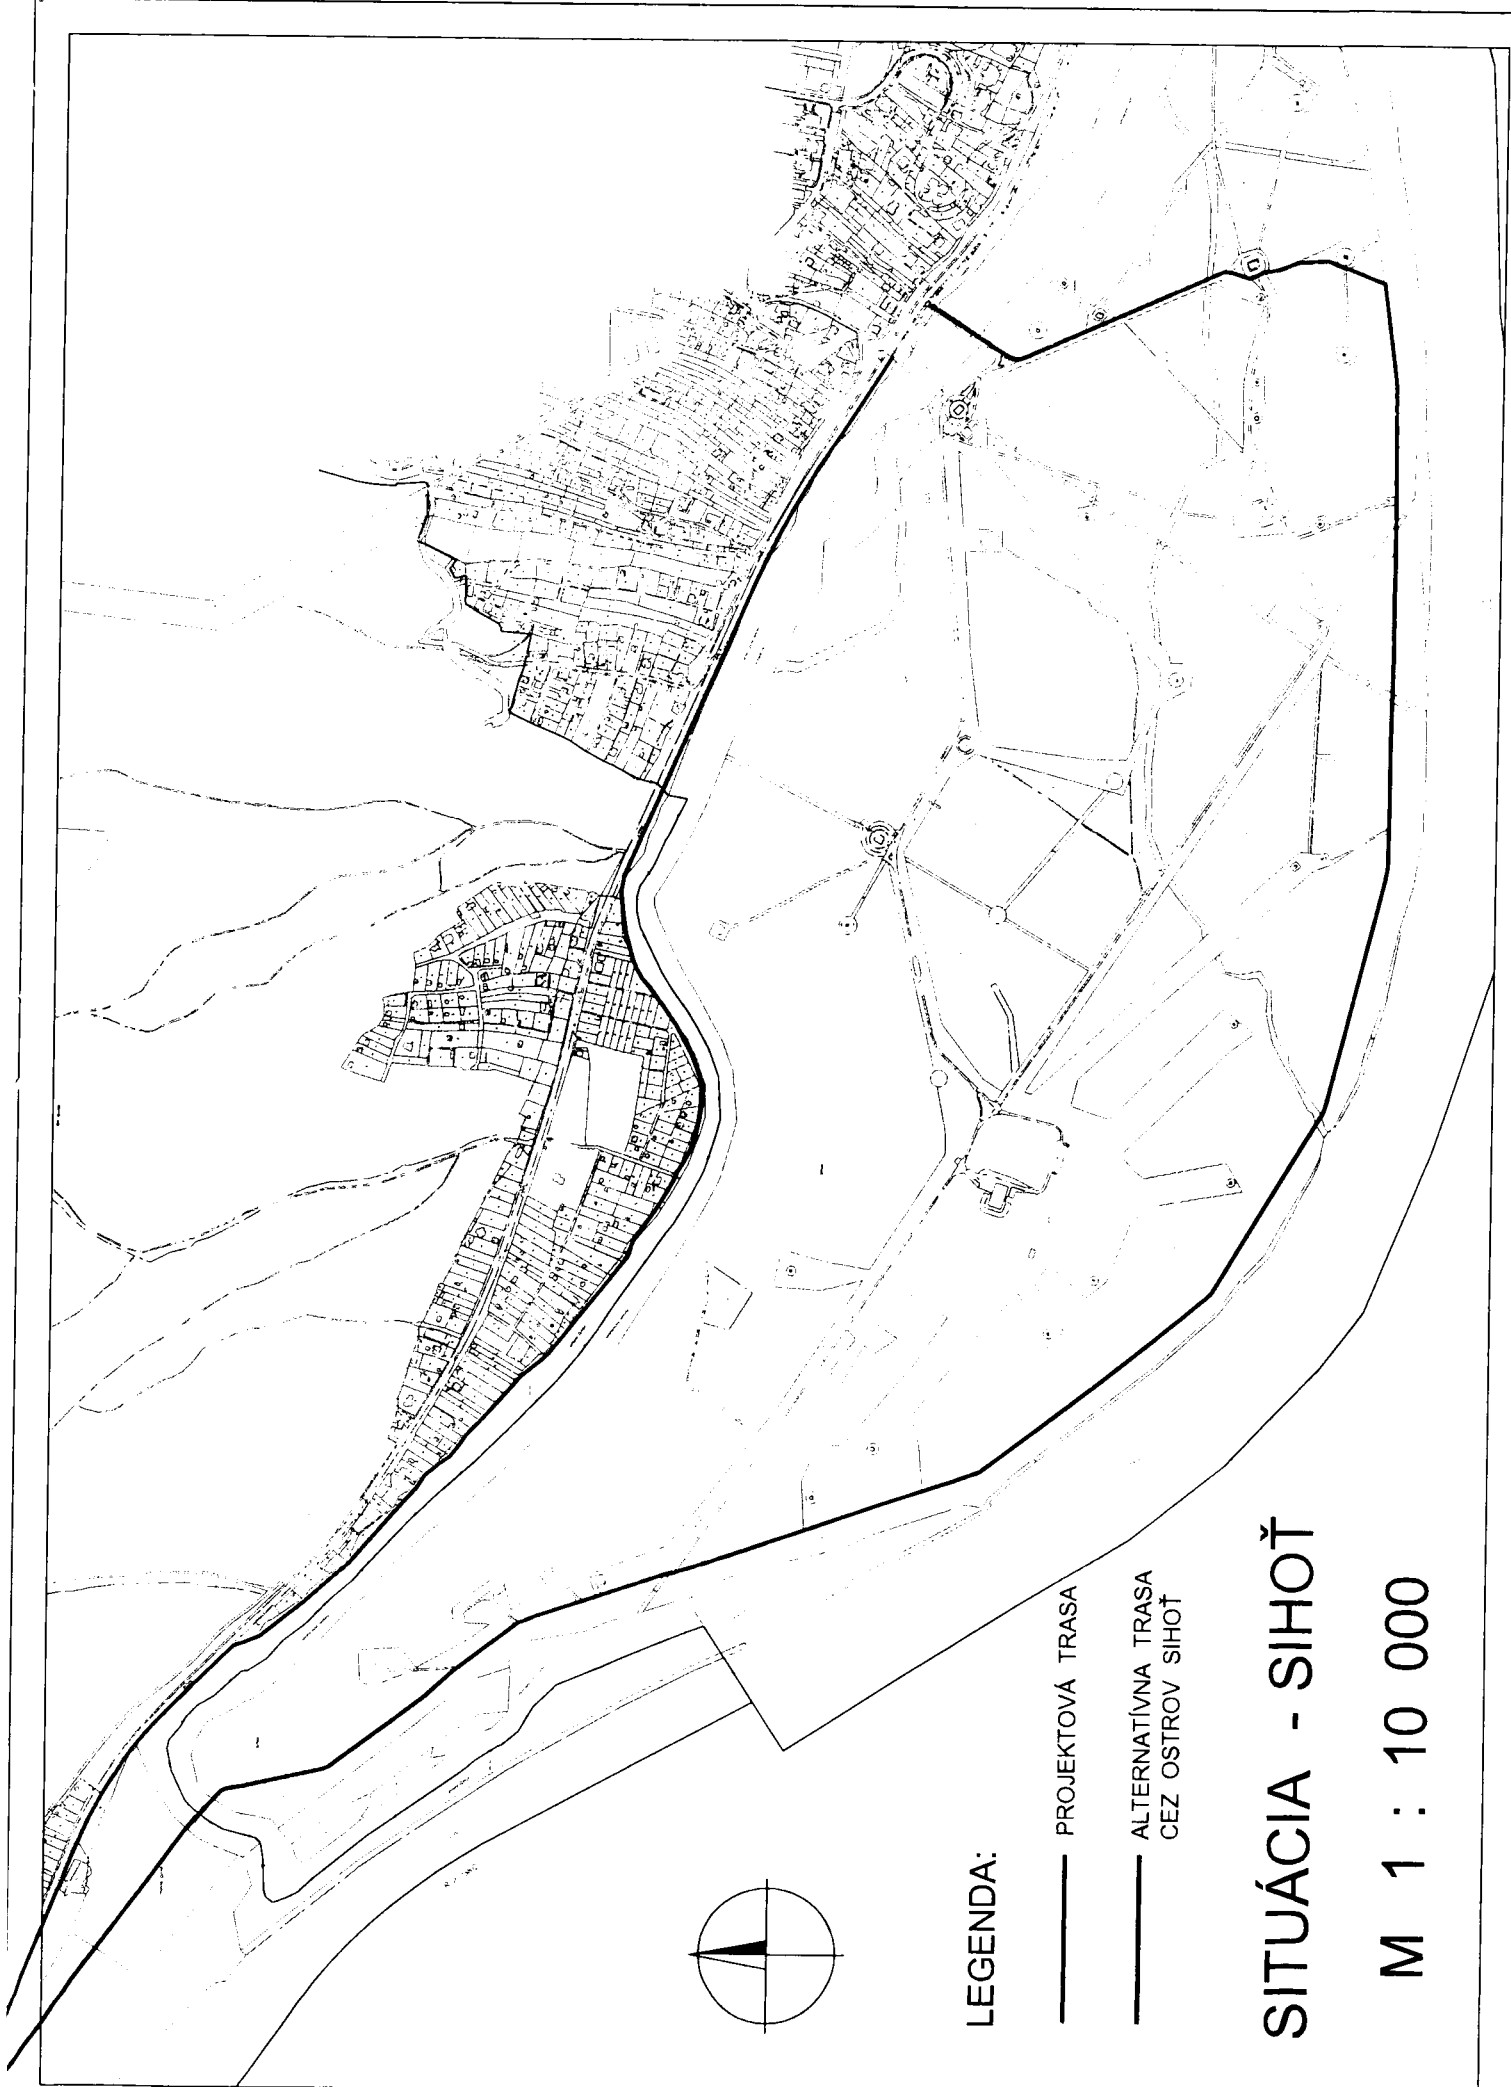 LEGENDA:
PROJEKTOVÁ TRASA
ALTERNATÍVNA TRASA
CEZ OSTROV SIHOŤ
SITUÁCIA - SIHOŤ
M 1 : 10 000